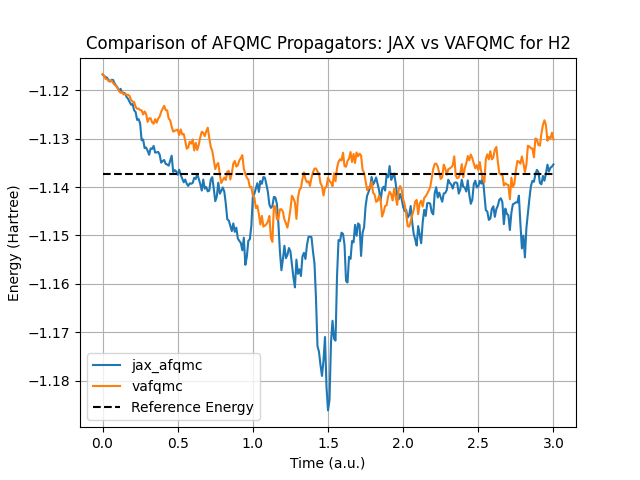 Comparison of AFQMC Propagators: JAX vs VAFQMC for H2
Energy (Hartree)
−1.12
−1.13
−1.14
−1.15
−1.16
−1.17
−1.18
jax_afqmc
vafqmc
Reference Energy
0.0 0.5 1.0 1.5 2.0 2.5 3.0
Time (a.u.)